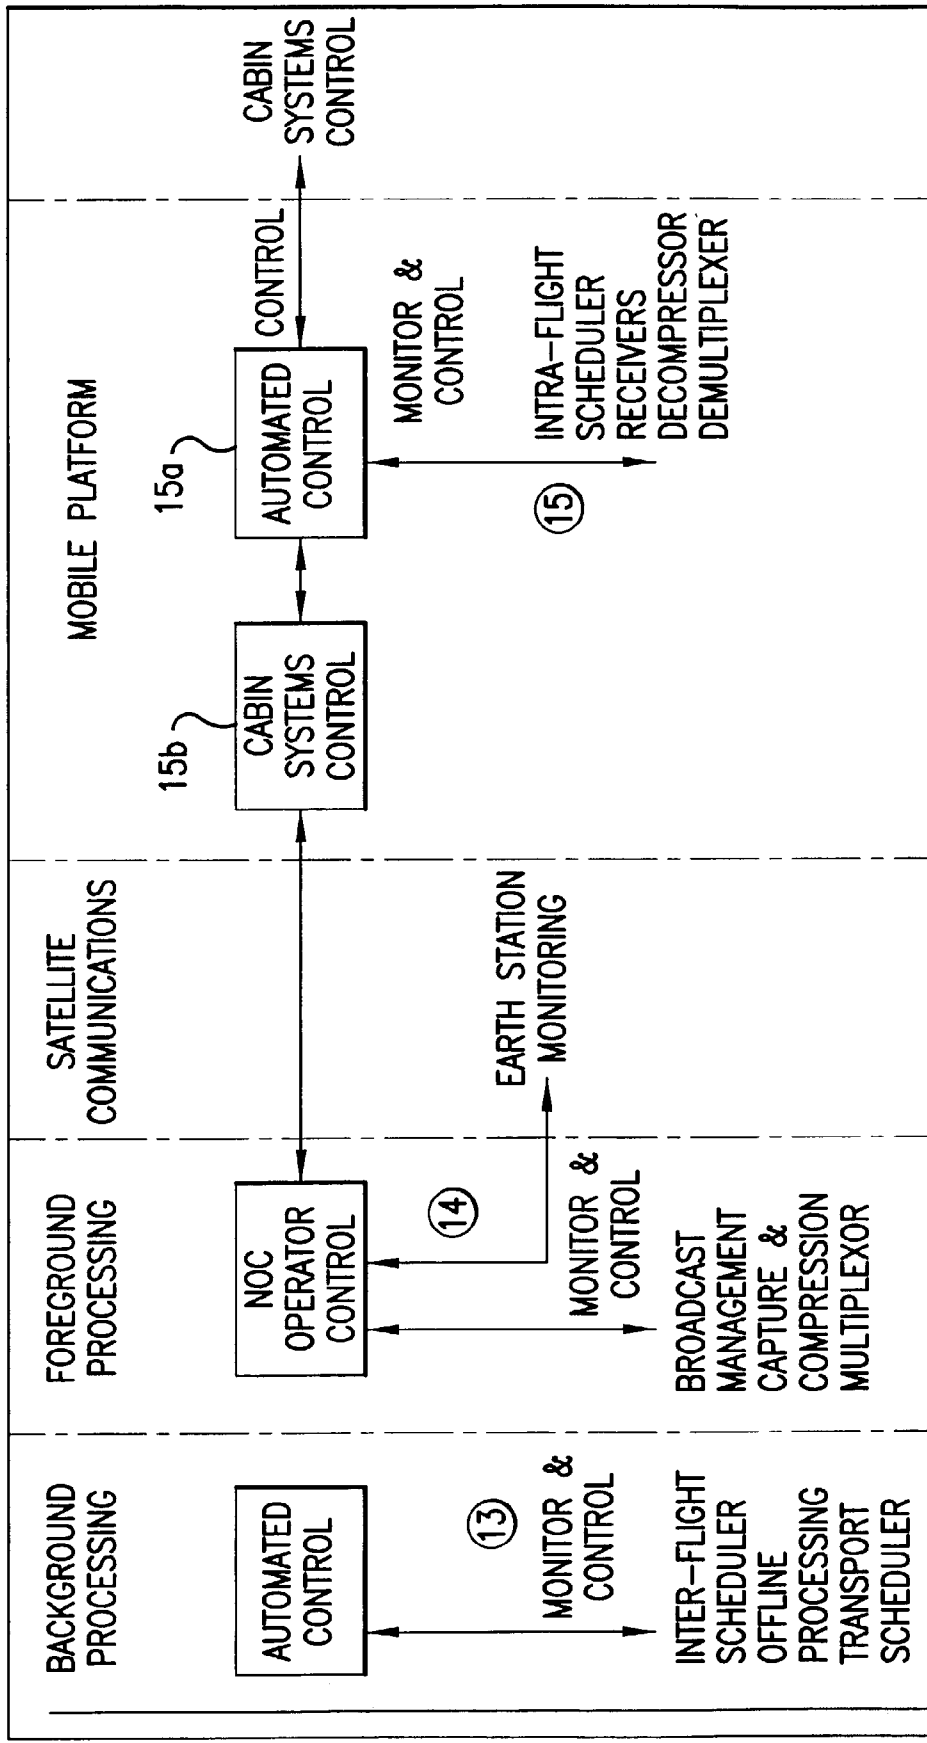 BACKGROUND
PROCESSING
AUTOMATED
CONTROL
13
MONITOR &
CONTROL
INTER-FLIGHT
SCHEDULER
OFFLINE
PROCESSING
TRANSPORT
SCHEDULER
FOREGROUND
PROCESSING
NOC
OPERATOR
CONTROL
14
MONITOR &
CONTROL
BROADCAST
MANAGEMENT
CAPTURE &
COMPRESSION
MULTIPLEXOR
SATELLITE
COMMUNICATIONS
EARTH STATION
MONITORING
MOBILE PLATFORM
15b
CABIN
SYSTEMS
CONTROL
15a
AUTOMATED
CONTROL
CONTROL
MONITOR &
CONTROL
15
INTRA-FLIGHT
SCHEDULER
RECEIVERS
DECOMPRESSOR
DEMULTIPLEXER
CABIN
SYSTEMS
CONTROL